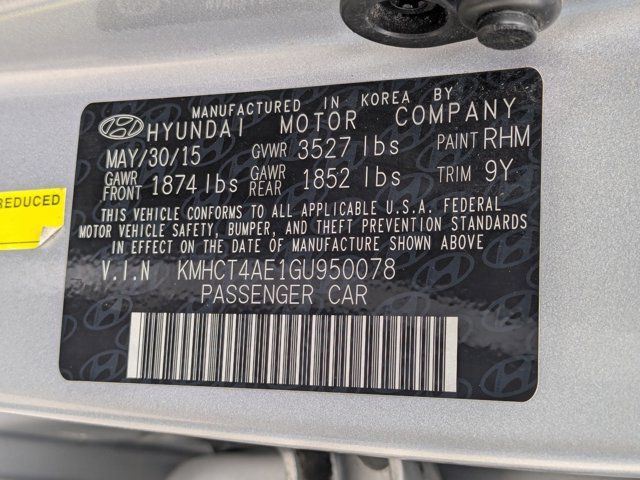 MANUFACTURED IN KOREA BY
HYUNDAI MOTOR COMPANY
MAY/30/15 GVWR 3527 lbs PAINT RHM
GAWR FRONT 1874 lbs GAWR REAR 1852 lbs TRIM 9Y
THIS VEHICLE CONFORMS TO ALL APPLICABLE U.S.A. FEDERAL
MOTOR VEHICLE SAFETY, BUMPER, AND THEFT PREVENTION STANDARDS
IN EFFECT ON THE DATE OF MANUFACTURE SHOWN ABOVE.
V.I.N KMHCT4AE1GU950078
PASSENGER CAR
REDUCED